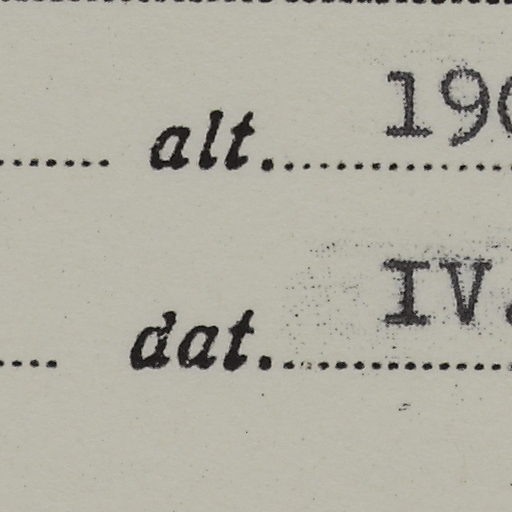 alt. 190
dat. IV.